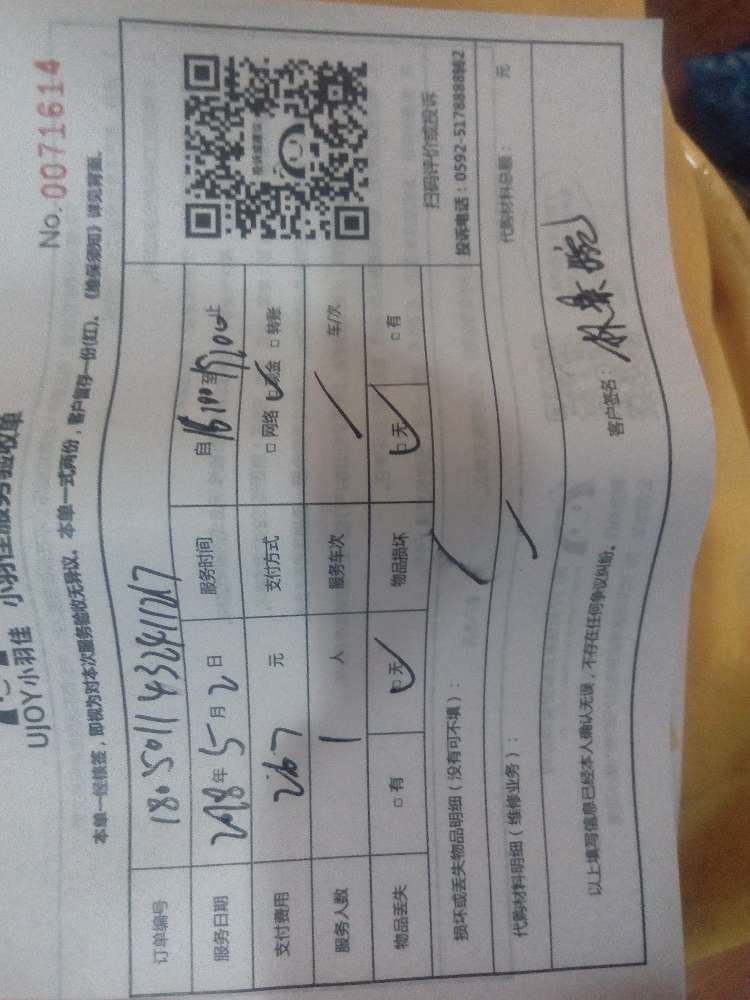 UJOY小羽佳 小羽佳服务验收单
No.0071614
本单一经核签，即视为对本次服务验收无异议。本单一式两份，客户留存一份(红)。《维保须知》详见背面。
订单编号
服务日期 2018年5月2日 服务时间 自 至 止
支付费用 元 支付方式 □网络 □现金 □转账
服务人数 1 人 服务车次 / 车/次
物品丢失 □有 □无 物品损坏 □无 □有
扫码评价或投诉
投诉电话：0592-5178888转2
损坏或丢失物品明细（没有可不填）：
代购材料明细（维修业务）： 代购材料总额： 元
以上填写信息已经本人确认无误，不存在任何争议纠纷。
客户签名：